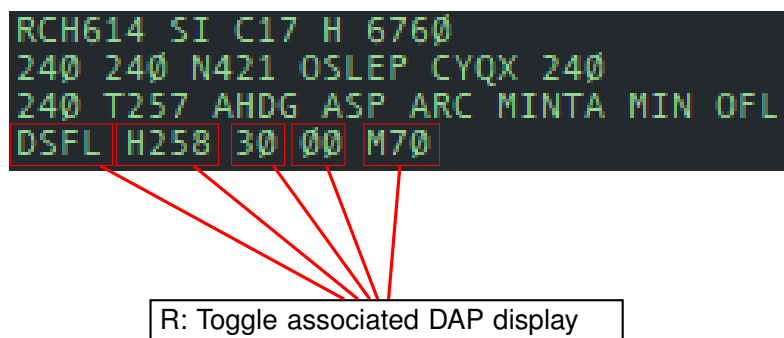 RCH614 SI C17 H 676Ø
24Ø 24Ø N421 OSLEP CYQX 24Ø
24Ø T257 AHDG ASP ARC MINTA MIN OFL
DSFL H258 3Ø ØØ M7Ø
R: Toggle associated DAP display